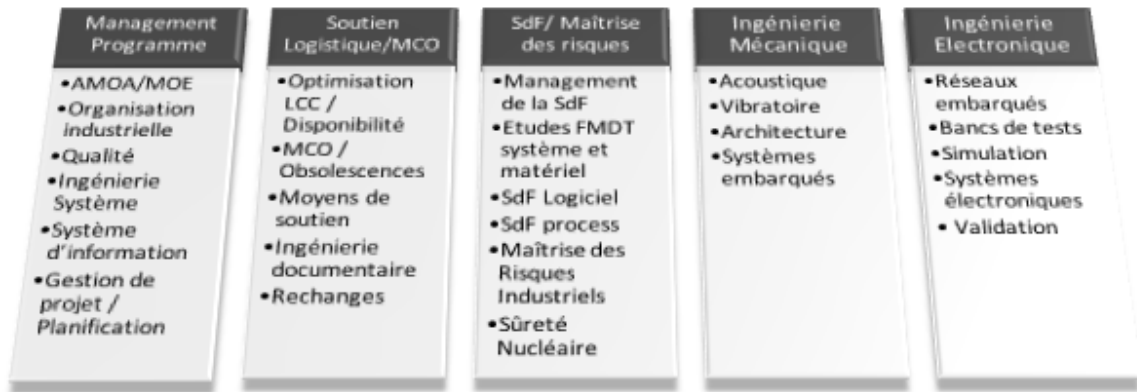 Management
Programme
•AMOA/MOE
•Organisation
industrielle
•Qualité
•Ingénierie
Système
•Système
d'information
•Gestion de
projet /
Planification
Soutien
Logistique/MCO
•Optimisation
LCC /
Disponibilité
•MCO /
Obsolescences
•Moyens de
soutien
•Ingénierie
documentaire
•Rechanges
SdF/ Maîtrise
des risques
•Management
de la SdF
•Etudes FMDT
système et
matériel
•SdF Logiciel
•SdF process
•Maîtrise des
Risques
Industriels
•Sûreté
Nucléaire
Ingénierie
Mécanique
•Acoustique
•Vibratoire
•Architecture
•Systèmes
embarqués
Ingénierie
Electronique
•Réseaux
embarqués
•Bancs de tests
•Simulation
•Systèmes
électroniques
• Validation